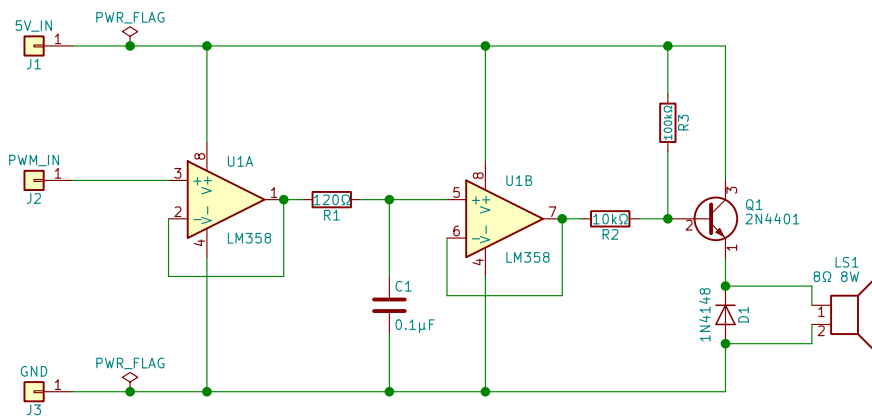 5V_IN
1
J1
PWR_FLAG
PWM_IN
1
J2
GND
1
J3
PWR_FLAG
U1A
3
2
8
4
1
+
−
V+
V-
LM358
120Ω
R1
C1
0.1µF
U1B
5
6
8
4
7
+
−
V+
V-
LM358
10kΩ
R2
100kΩ
R3
Q1
2N4401
3
2
1
1N4148
D1
LS1
8Ω 8W
1
2